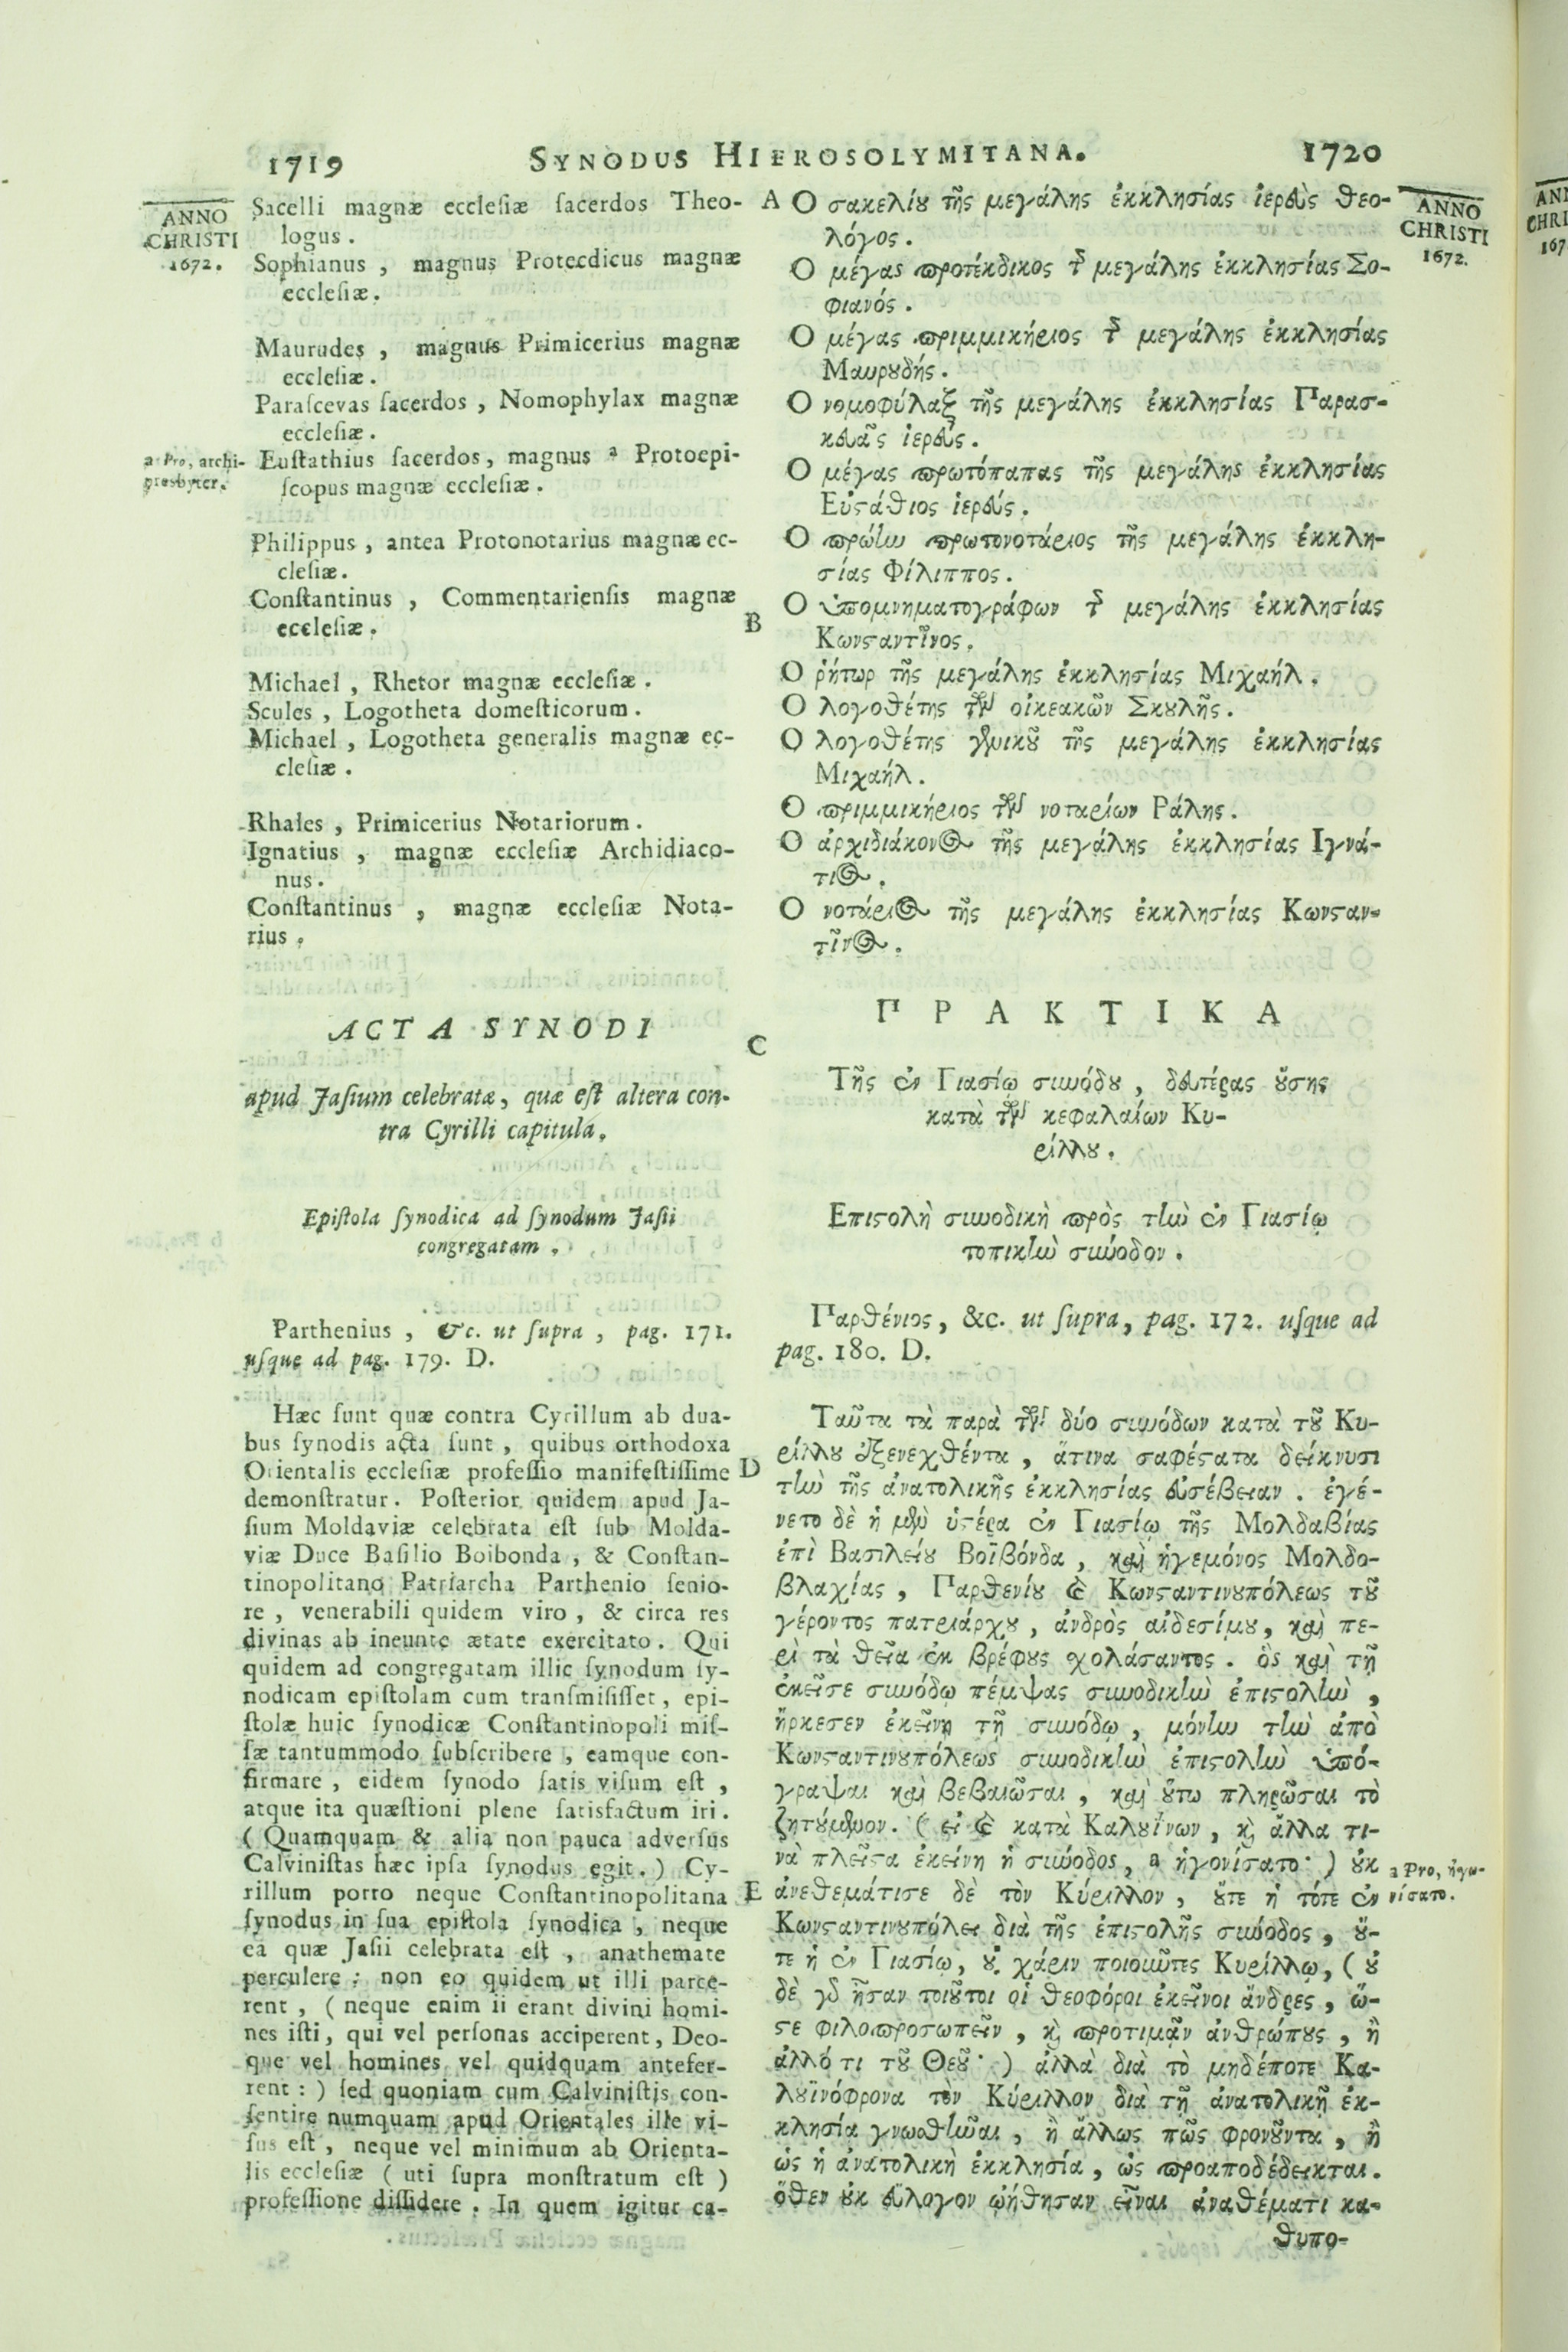 1719 SYNODUS HIEROSOLYMITANA. 1720
ANNO
CHRISTI
1672.
Sacelli magnæ ecclesiæ sacerdos Theo-
logus.
Sophianus, magnus Protecdicus magnæ
ecclesiæ.
Maurudes, magnus Primicerius magnæ
ecclesiæ.
Parascevas sacerdos, Nomophylax magnæ
ecclesiæ.
a Pro, archi-
presbyter.
Eustathius sacerdos, magnus a Protoepi-
scopus magnæ ecclesiæ.
Philippus, antea Protonotarius magnæ ec-
clesiæ.
Constantinus, Commentariensis magnæ
ecclesiæ.
Michael, Rhetor magnæ ecclesiæ.
Scules, Logotheta domesticorum.
Michael, Logotheta generalis magnæ ec-
clesiæ.
Rhales, Primicerius Notariorum.
Ignatius, magnæ ecclesiæ Archidiaco-
nus.
Constantinus, magnæ ecclesiæ Nota-
rius.
ACTA SYNODI
apud Jasium celebratæ, quæ est altera con-
tra Cyrilli capitula.
Epistola synodica ad synodum Jasii
congregatam.
Parthenius, &c. ut supra, pag. 171.
usque ad pag. 179. D.
Hæc sunt quæ contra Cyrillum ab dua-
bus synodis acta sunt, quibus orthodoxa
Orientalis ecclesiæ professio manifestissime
demonstratur. Posterior quidem apud Ja-
sium Moldaviæ celebrata est sub Molda-
viæ Duce Basilio Boibonda, & Constan-
tinopolitano Patriarcha Parthenio senio-
re, venerabili quidem viro, & circa res
divinas ab ineunte ætate exercitato. Qui
quidem ad congregatam illic synodum sy-
nodicam epistolam cum transmisisset, epi-
stolæ huic synodicæ Constantinopoli mis-
sæ tantummodo subscribere, eamque con-
firmare, eidem synodo satis visum est,
atque ita quæstioni plene satisfactum iri.
(Quamquam & alia non pauca adversus
Calvinistas hæc ipsa synodus egit.) Cy-
rillum porro neque Constantinopolitana
synodus in sua epistola synodica, neque
ea quæ Jasii celebrata est, anathemate
perculere: non eo quidem ut illi parce-
rent, (neque enim ii erant divini homi-
nes isti, qui vel personas acciperent, Deo-
que vel homines vel quidquam antefer-
rent:) sed quoniam cum Calvinistis con-
sentire numquam apud Orientales ille vi-
sus est, neque vel minimum ab Orienta-
lis ecclesiæ (uti supra monstratum est)
professione dissidere. In quem igitur ca-
A
B
C
D
E
Ο σακελίου τῆς μεγάλης ἐκκλησίας ἱερεὺς Θεο-
λόγος.
Ο μέγας πρωτέκδικος τῆς μεγάλης ἐκκλησίας Σο-
φιανός.
Ο μέγας πριμμικήριος τῆς μεγάλης ἐκκλησίας
Μαυρουδής.
Ο νομοφύλαξ τῆς μεγάλης ἐκκλησίας Παρασ-
κευᾶς ἱερεύς.
Ο μέγας πρωτόπαπας τῆς μεγάλης ἐκκλησίας
Εὐστάθιος ἱερεύς.
Ο πρώην πρωτονοτάριος τῆς μεγάλης ἐκκλη-
σίας Φίλιππος.
Ο ὑπομνηματογράφων τῆς μεγάλης ἐκκλησίας
Κωνσταντῖνος.
Ο ῥήτωρ τῆς μεγάλης ἐκκλησίας Μιχαήλ.
Ο λογοθέτης τῶν οἰκεακῶν Σκουλῆς.
Ο λογοθέτης γενικοῦ τῆς μεγάλης ἐκκλησίας
Μιχαήλ.
Ο πριμμικήριος τῶν νοταρίων Ράλης.
Ο ἀρχιδιάκονος τῆς μεγάλης ἐκκλησίας Ιγνά-
τιος.
Ο νοτάριος τῆς μεγάλης ἐκκλησίας Κωνσταν-
τῖνος.
ΠΡΑΚΤΙΚΑ
Τῆς ἐν Γιασίῳ συνόδου, δευτέρας οὔσης
κατὰ τῶν κεφαλαίων Κυ-
ρίλλου.
Επιστολὴ συνοδικὴ πρὸς τὴν ἐν Γιασίῳ
τοπικὴν σύνοδον.
Παρθένιος, &c. ut supra, pag. 172. usque ad
pag. 180. D.
Ταῦτα τὰ παρὰ τῶν δύο συνόδων κατὰ τοῦ Κυ-
ρίλλου ἐξενεχθέντα, ἅτινα σαφέστατα δείκνυσι
τὴν τῆς ἀνατολικῆς ἐκκλησίας εὐσέβειαν. ἐγέ-
νετο δὲ ἡ μὲν ὑστέρα ἐν Γιασίῳ τῆς Μολδαβίας
ἐπὶ Βασιλείου Βοϊβόνδα, καὶ ἡγεμόνος Μολδο-
βλαχίας, Παρθενίου τε Κωνσταντινουπόλεως τοῦ
γέροντος πατριάρχου, ἀνδρὸς αἰδεσίμου, καὶ πε-
ρὶ τὰ θεῖα ἐκ βρέφους σχολάσαντος. ὃς καὶ τῇ
ἐκεῖσε συνόδῳ πέμψας συνοδικὴν ἐπιστολὴν,
ἤρκεσεν ἐκείνῃ τῇ συνόδῳ, μόνην τὴν ἀπὸ
Κωνσταντινουπόλεως συνοδικὴν ἐπιστολὴν ὑπό-
γραψαι καὶ βεβαιῶσαι, καὶ οὕτω πληρῶσαι τὸ
ζητούμενον. (εἰ τε κατὰ Καλουΐνων, καὶ ἄλλα τι-
νὰ πλεῖστα ἐκείνη ἡ σύνοδος, a ἡγονίσατο·) οὐκ
ἀνεθεμάτισε δὲ τὸν Κύριλλον, οὔτε ἡ τότε ἐν
Κωνσταντινουπόλει διὰ τῆς ἐπιστολῆς σύνοδος, οὔ-
τε ἡ ἐν Γιασίῳ, οὐ χάριν ποιοῦντες Κυρίλλῳ, (οὐ
δὲ γὰρ ἦσαν τοιοῦτοι οἱ θεοφόροι ἐκεῖνοι ἄνδρες, ὥ-
στε φιλοπροσωπεῖν, καὶ προτιμᾷν ἀνθρώπους, ἢ
ἀλλό τι τοῦ Θεοῦ·) ἀλλὰ διὰ τὸ μηδέποτε Κα-
λουϊνόφρονα τὸν Κύριλλον διὰ τῇ ἀνατολικῇ ἐκ-
κλησία γνωσθῆναι, ἢ ἄλλως πῶς φρονοῦντα, ἢ
ὡς ἡ ἀνατολικὴ ἐκκλησία, ὡς προαποδέδεικται.
ὅθεν οὐκ εὔλογον ᾠήθησαν εἶναι ἀναθέματι κα-
θυπο-
ANNO
CHRISTI
1672.
a Pro, ἠγω-
νίσατο.